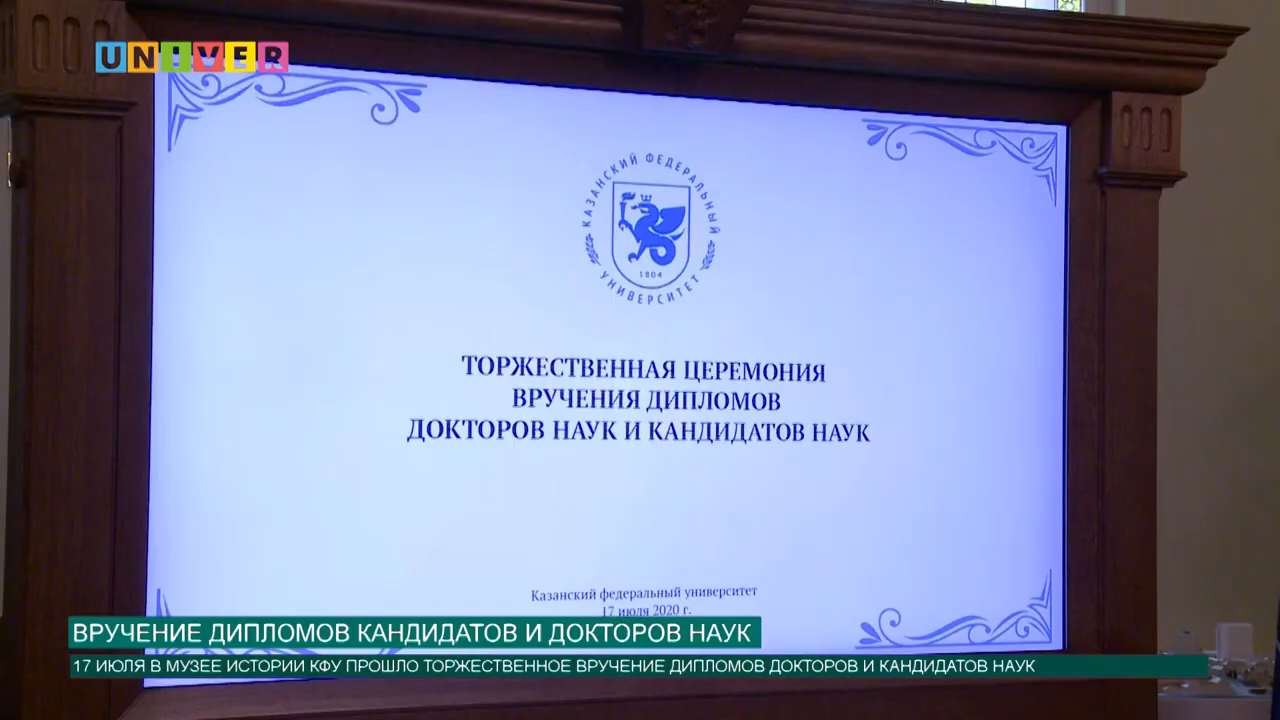 UNIVER
КАЗАНСКИЙ ФЕДЕРАЛЬНЫЙ
УНИВЕРСИТЕТ
1804
ТОРЖЕСТВЕННАЯ ЦЕРЕМОНИЯ
ВРУЧЕНИЯ ДИПЛОМОВ
ДОКТОРОВ НАУК И КАНДИДАТОВ НАУК
Казанский федеральный университет
17 июля 2020 г.
ВРУЧЕНИЕ ДИПЛОМОВ КАНДИДАТОВ И ДОКТОРОВ НАУК
17 ИЮЛЯ В МУЗЕЕ ИСТОРИИ КФУ ПРОШЛО ТОРЖЕСТВЕННОЕ ВРУЧЕНИЕ ДИПЛОМОВ ДОКТОРОВ И КАНДИДАТОВ НАУК